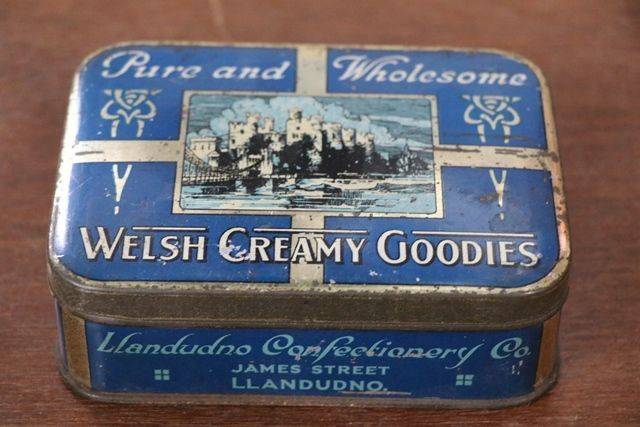 Pure and Wholesome
WELSH CREAMY GOODIES
Llandudno Confectionery Co.
JAMES STREET
LLANDUDNO.